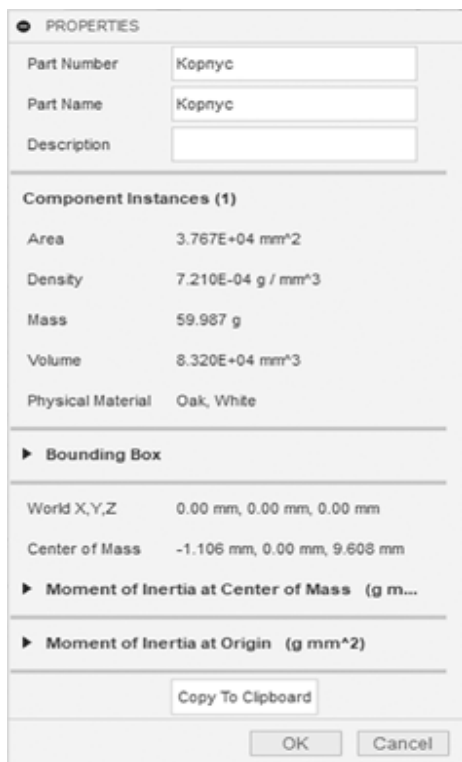 PROPERTIES
Part Number Корпус
Part Name Корпус
Description
Component Instances (1)
Area 3.767E+04 mm^2
Density 7.210E-04 g / mm^3
Mass 59.987 g
Volume 8.320E+04 mm^3
Physical Material Oak, White
Bounding Box
World X,Y,Z 0.00 mm, 0.00 mm, 0.00 mm
Center of Mass -1.106 mm, 0.00 mm, 9.608 mm
Moment of Inertia at Center of Mass (g m...
Moment of Inertia at Origin (g mm^2)
Copy To Clipboard
OK Cancel